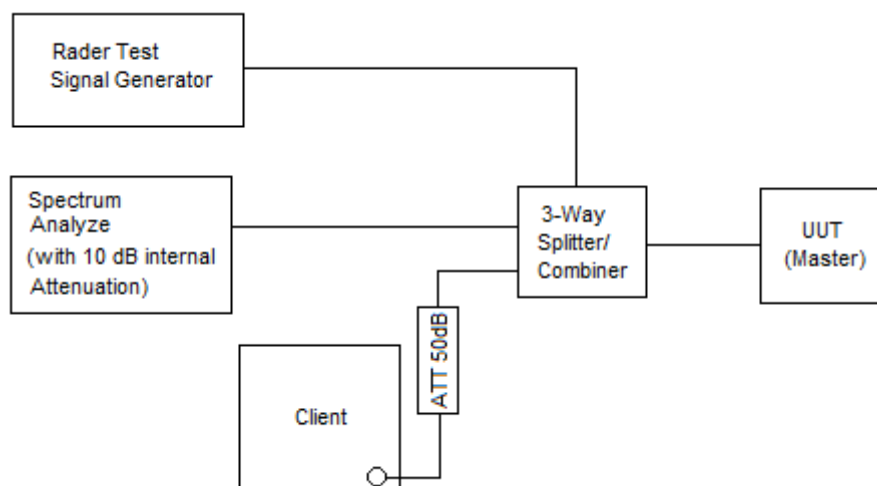 Rader Test
Signal Generator
Spectrum
Analyze
(with 10 dB internal
Attenuation)
3-Way
Splitter/
Combiner
UUT
(Master)
ATT 50dB
Client